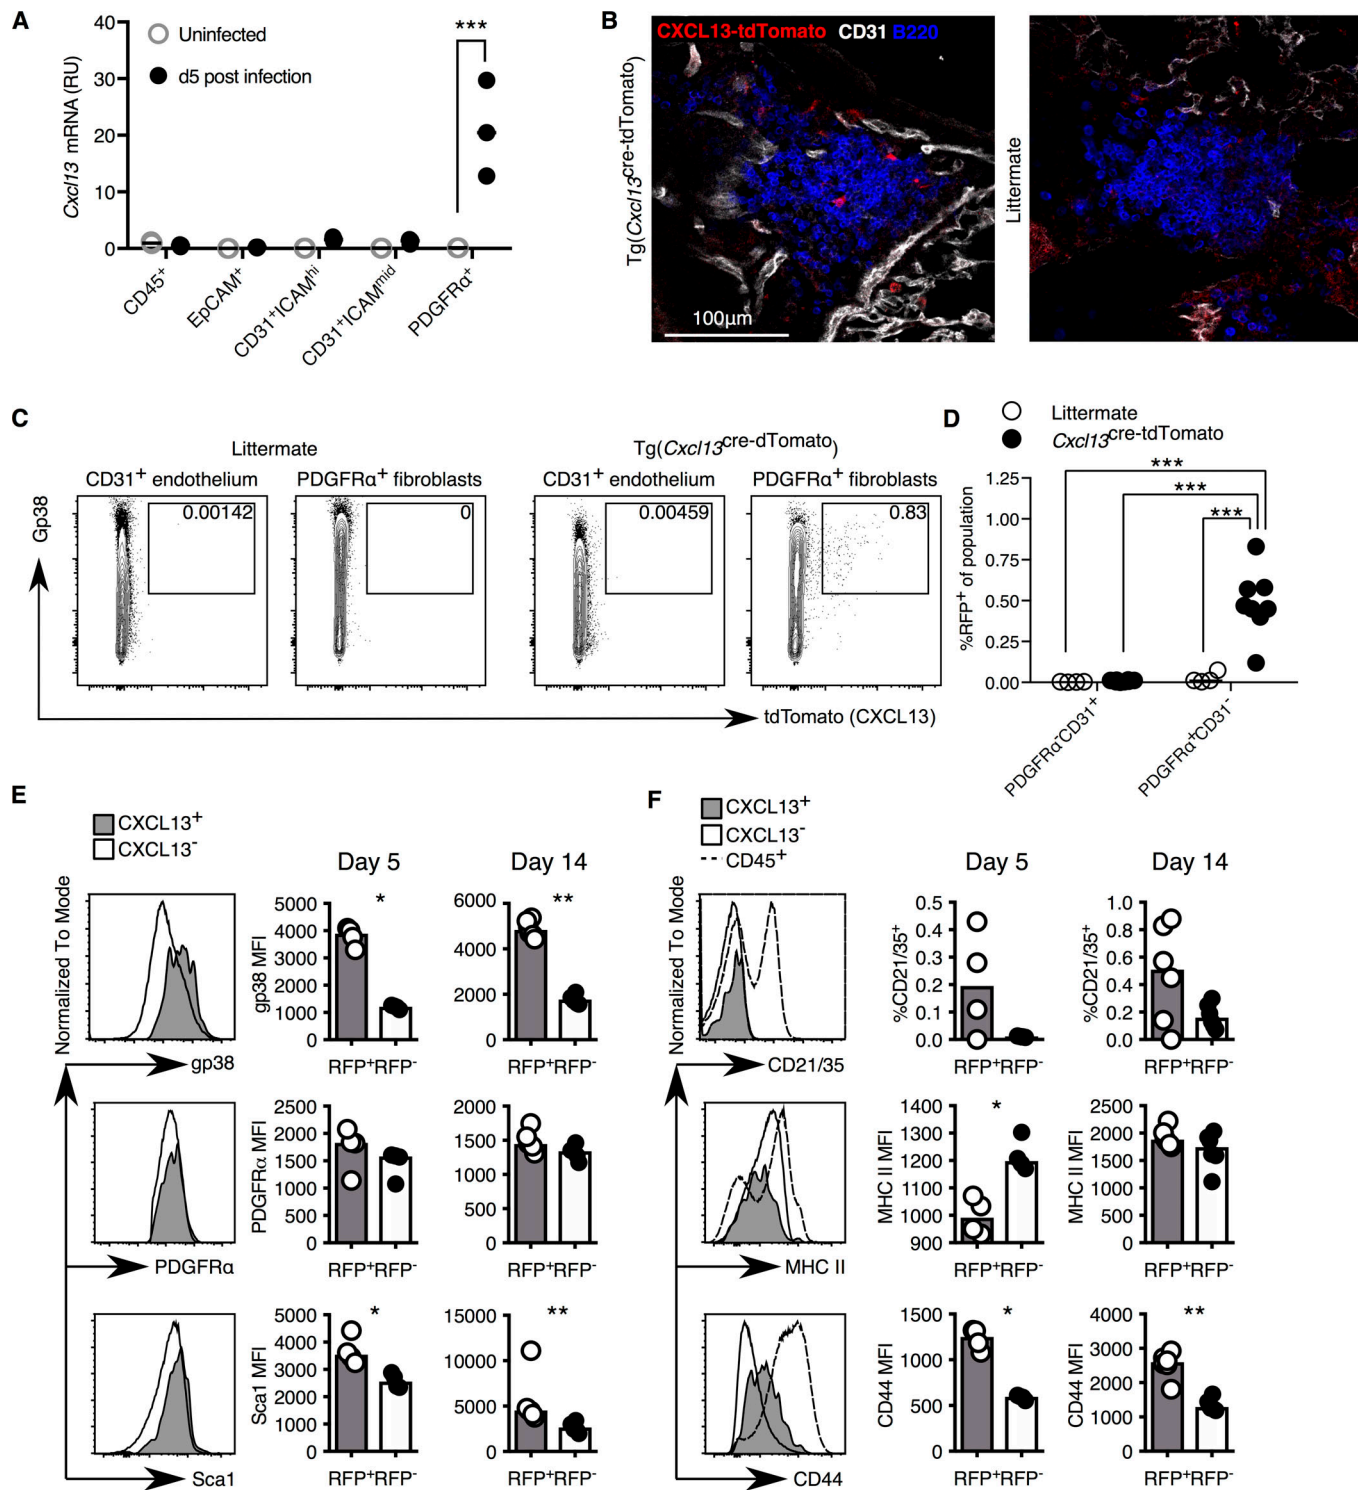 A
Cxcl13 mRNA (RU)
40
30
20
10
0
Uninfected
d5 post infection
***
CD45+
EpCAM+
CD31+ICAMhi
CD31+ICAMmid
PDGFRα+
B
Tg(Cxcl13cre-tdTomato)
CXCL13-tdTomato CD31 B220
100µm
Littermate
C
Littermate
Tg(Cxcl13cre-dTomato)
CD31+ endothelium
PDGFRα+ fibroblasts
CD31+ endothelium
PDGFRα+ fibroblasts
Gp38
0.00142
0
0.00459
0.83
tdTomato (CXCL13)
D
Littermate
Cxcl13cre-tdTomato
%RFP+ of population
1.25
1.00
0.75
0.50
0.25
0.00
***
***
***
PDGFRα-CD31+
PDGFRα+CD31-
E
CXCL13+
CXCL13-
Day 5
Day 14
Normalized To Mode
gp38
gp38 MFI
5000
4000
3000
2000
1000
0
*
RFP+RFP-
6000
4000
2000
0
**
RFP+RFP-
PDGFRα
PDGFRα MFI
2500
2000
1500
1000
500
0
RFP+RFP-
2000
1500
1000
500
0
RFP+RFP-
Sca1
Sca1 MFI
5000
4000
3000
2000
1000
0
*
RFP+RFP-
15000
10000
5000
0
**
RFP+RFP-
F
CXCL13+
CXCL13-
CD45+
Day 5
Day 14
Normalized To Mode
CD21/35
%CD21/35+
0.5
0.4
0.3
0.2
0.1
0.0
RFP+RFP-
%CD21/35+
1.0
0.8
0.6
0.4
0.2
0.0
RFP+RFP-
MHC II
MHC II MFI
1400
1300
1200
1100
1000
900
*
RFP+RFP-
MHC II MFI
2500
2000
1500
1000
500
0
RFP+RFP-
CD44
CD44 MFI
1500
1000
500
0
*
RFP+RFP-
CD44 MFI
4000
3000
2000
1000
0
**
RFP+RFP-